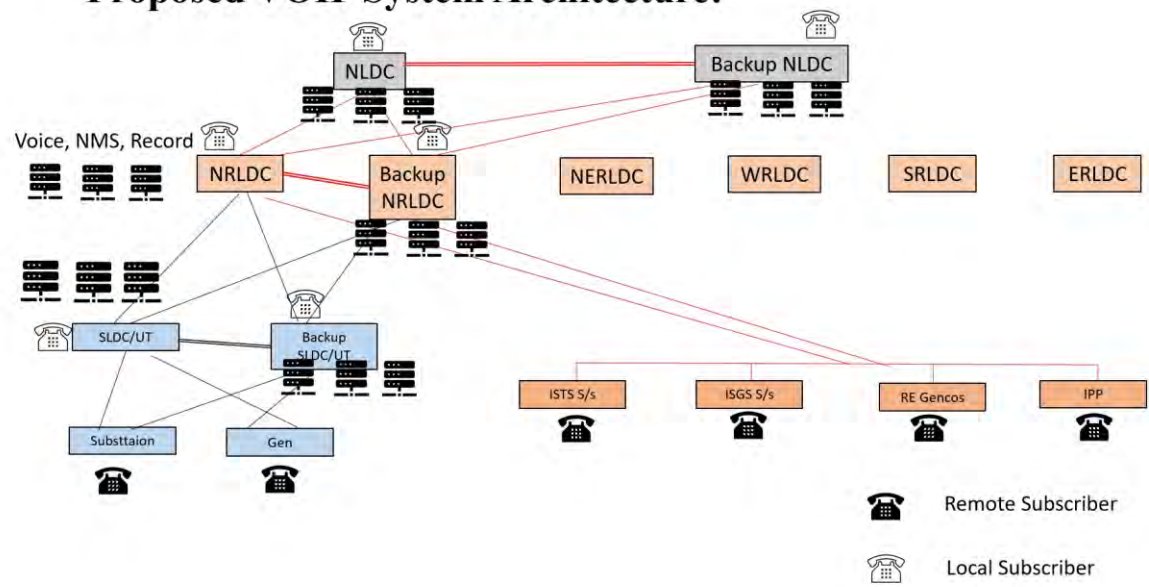 Proposed VOIP System Architecture:
NLDC
Backup NLDC
Voice, NMS, Record
NRLDC
Backup
NRLDC
NERLDC
WRLDC
SRLDC
ERLDC
SLDC/UT
Backup
SLDC/UT
ISTS S/s
ISGS S/s
RE Gencos
IPP
Substtaion
Gen
Remote Subscriber
Local Subscriber